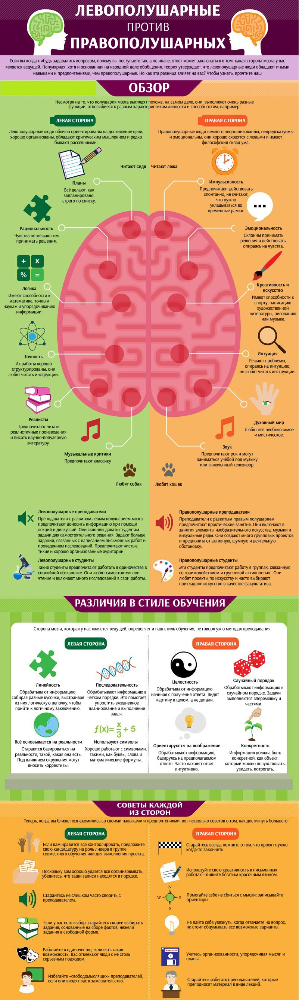 ЛЕВОПОЛУШАРНЫЕ
ПРОТИВ
ПРАВОПОЛУШАРНЫХ
Если вы когда-нибудь задавались вопросом, почему вы поступаете так, а не иначе, ответ может заключаться в том, какая сторона мозга у вас
является ведущей. Популярная, хотя и основанная на изрядной доле обобщения, теория утверждает, что левополушарные люди обладают иными
навыками и предпочтениями, чем правополушарные. Но как эта разница влияет на вас? Чтобы узнать, прочтите наш
ОБЗОР
Несмотря на то, что полушария мозга выглядят похоже, на самом деле, они выполняют очень разные
функции, относящиеся к разным характеристикам личности и способностям, например:
ЛЕВАЯ СТОРОНА
Левополушарные люди обычно ориентированы на достижение цели,
хорошо организованы, обладают критическим мышлением и редко
бывают рассеянными.
ПРАВАЯ СТОРОНА
Правополушарные люди немного неорганизованны, непредсказуемы
и эмоциональны, они хорошо сходятся с людьми и имеют
философский склад ума.
Читают сидя
Читают лежа
Планы
Всё делают, как
запланировано,
строго по списку.
Импульсивность
Предпочитают действовать
спонтанно, не считают,
что нужно
укладываться во
временные рамки.
Рациональность
Чувства не мешают им
принимать решения.
Эмоциональность
Склонны принимать
решения и действовать,
опираясь на чувства.
+ x
% =
Логика
Имеют способности к
математике, точным
наукам и упорядочиванию
информации.
Креативность и
искусство
Имеют способности к
спорту, написанию
художественной
литературы, рисованию
или музыке.
Точность
Их работы хорошо
структурированы, они
любят читать инструкции.
Интуиция
Решают проблемы,
опираясь на интуицию,
не любят читать инструкции.
Реалисты
Предпочитают читать
реалистичные произведения
и писать научно-популярную
литературу.
Духовный мир
Любят все необъяснимое
и мистическое.
Музыкальные критики
Предпочитают классику
Звук
Предпочитают рок и могут
заниматься учёбой под музыку
или включенный телевизор.
Любят собак
Любят кошек
Левополушарные преподаватели
Преподаватели с развитым левым полушарием мозга
предпочитают доносить информацию при помощи
лекций и дискуссий. Они склонны давать студентам
задачи для самостоятельного решения. Задают больше
заданий, связанных с написанием письменных работ и
проведением исследований. Предпочитают чистые,
тихие и хорошо организованные аудитории.
Правополушарные преподаватели
Преподаватели с развитым правым полушарием
предпочитают практические занятия. Они включают в
занятия элементы изобразительного искусства, музыки и
визуальные ряды. Они создают много групповых проектов
и предпочитают активную, шумную и деятельную
обстановку.
Левополушарные студенты
Такие студенты предпочитают работать в одиночестве в
спокойной обстановке. Они любят самостоятельное
чтение и включают много исследований в свои работы.
Правополушарные студенты
Эти студенты предпочитают работу в группах, связанную
со взаимодействием и групповой активностью. Они
любят проекты по искусству и часто выбирают
прикладное искусство в качестве факультатива.
РАЗЛИЧИЯ В СТИЛЕ ОБУЧЕНИЯ
Сторона мозга, которая у нас является ведущей, определяет и наш стиль обучения, не говоря уж о методах преподавания.
ЛЕВАЯ СТОРОНА
ПРАВАЯ СТОРОНА
Линейность
Обрабатывают информацию,
собирая разные кусочки, выстраивая
из них логическую цепочку, чтобы
прийти к логичному заключению.
Последовательность
Обрабатывают информацию в
четком порядке. Это помогает
упростить ежедневное
планирование и выполнение
задач.
Целостность
Обрабатывают информацию,
начиная с получения ответа. Видят
картину в целом, а не детали.
Случайный порядок
Обрабатывают информацию в
случайном порядке. Задачи
выполняются вперемешку и
частями.
Всё основывается на реальности
Стараются базироваться на
реальности, такой, какая она есть.
Под влиянием окружения могут
вносить коррективы.
f(x)= x/3 + 5
Используют символы
Хорошо работают с символами,
такими, как буквы, слова и
математические формулы.
Ориентируются на воображение
Обрабатывают информацию,
базируясь на предполагаемом
ответе. Часто находят ответ
интуитивно.
Конкретность
Информация должна быть
конкретной, как объект,
который можно почувствовать,
увидеть, потрогать.
СОВЕТЫ КАЖДОЙ
ИЗ СТОРОН
Теперь, когда вы ближе познакомились со своими навыками и предпочтениями, вот несколько советов о том, как достигнуть большего:
ЛЕВАЯ СТОРОНА
Если вам нравится все контролировать, предложите
свою кандидатуру на роль лидера в группе
совместного обучения или для выполнения проекта.
Поскольку вам хорошо удается все организовывать,
убедитесь, что ваши записи находятся в порядке.
Старайтесь не слишком часто спорить с
преподавателем.
Если у вас есть выбор, старайтесь скорее выбирать
задания, основанные на сборе фактов, нежели
задания в свободной форме.
Работайте в одиночестве, если есть такая
возможность. Вас отвлекают люди с не столь
серьезным подходом.
Избегайте «свободомыслящих» преподавателей,
если они вводят вас в замешательство.
ПРАВАЯ СТОРОНА
Старайтесь всегда помнить о том, что проект нужно
когда-то закончить.
Используйте свою креативность в письменных
работах – пишите богатым красочным языком.
N
W E
S
Помогайте себе не сбиться с мысли: записывайте
ориентиры.
Не дайте себе увязнуть, когда отвечаете на вопрос,
не стоит обдумывать все возможные варианты.
Учитесь организованности, упорядочивая мысли и
планы.
Старайтесь избегать преподавателей, которые
преподносят материал в виде лекций.